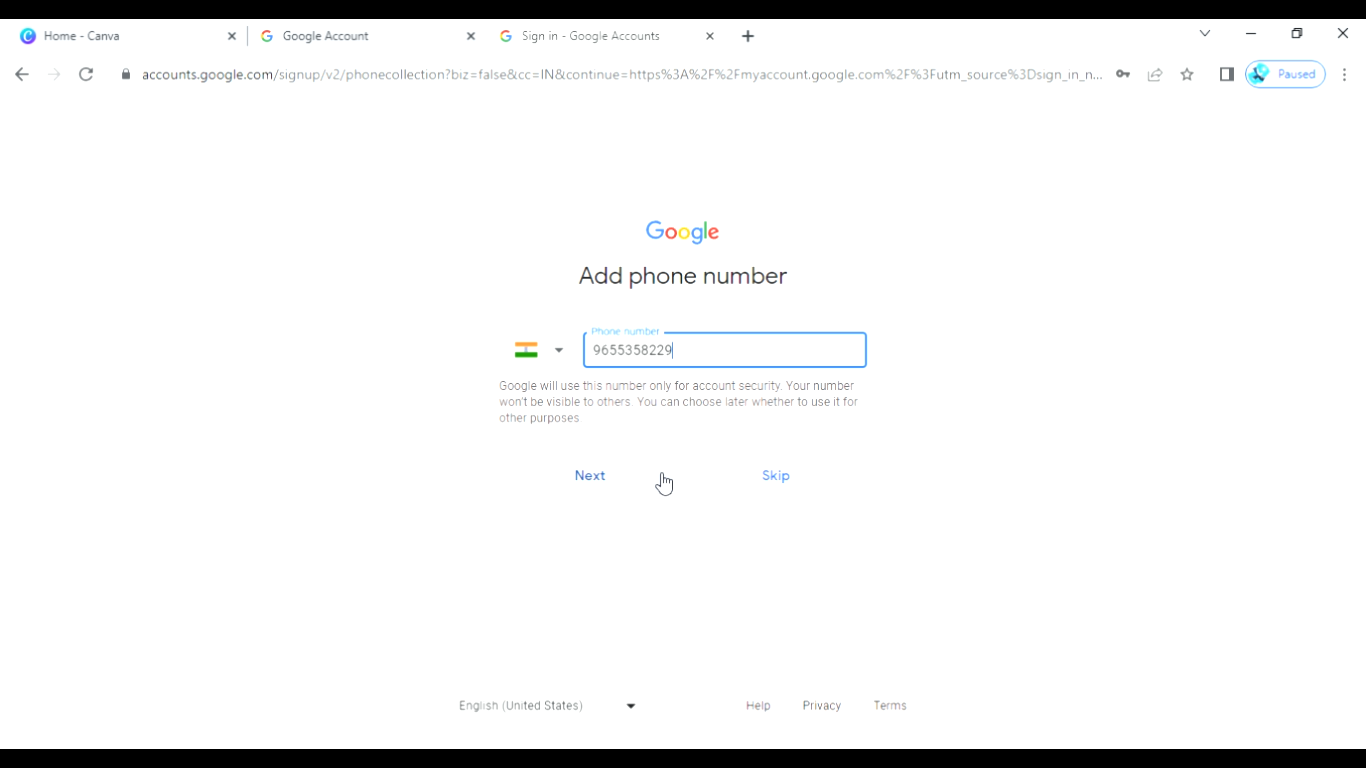 Home - Canva
Google Account
Sign in - Google Accounts
accounts.google.com/signup/v2/phonecollection?biz=false&cc=IN&continue=https%3A%2F%2Fmyaccount.google.com%2F%3Futm_source%3Dsign_in_n...
Paused
Google
Add phone number
Phone number
9655358229
Google will use this number only for account security. Your number
won't be visible to others. You can choose later whether to use it for
other purposes
Next
Skip
English (United States)
Help
Privacy
Terms